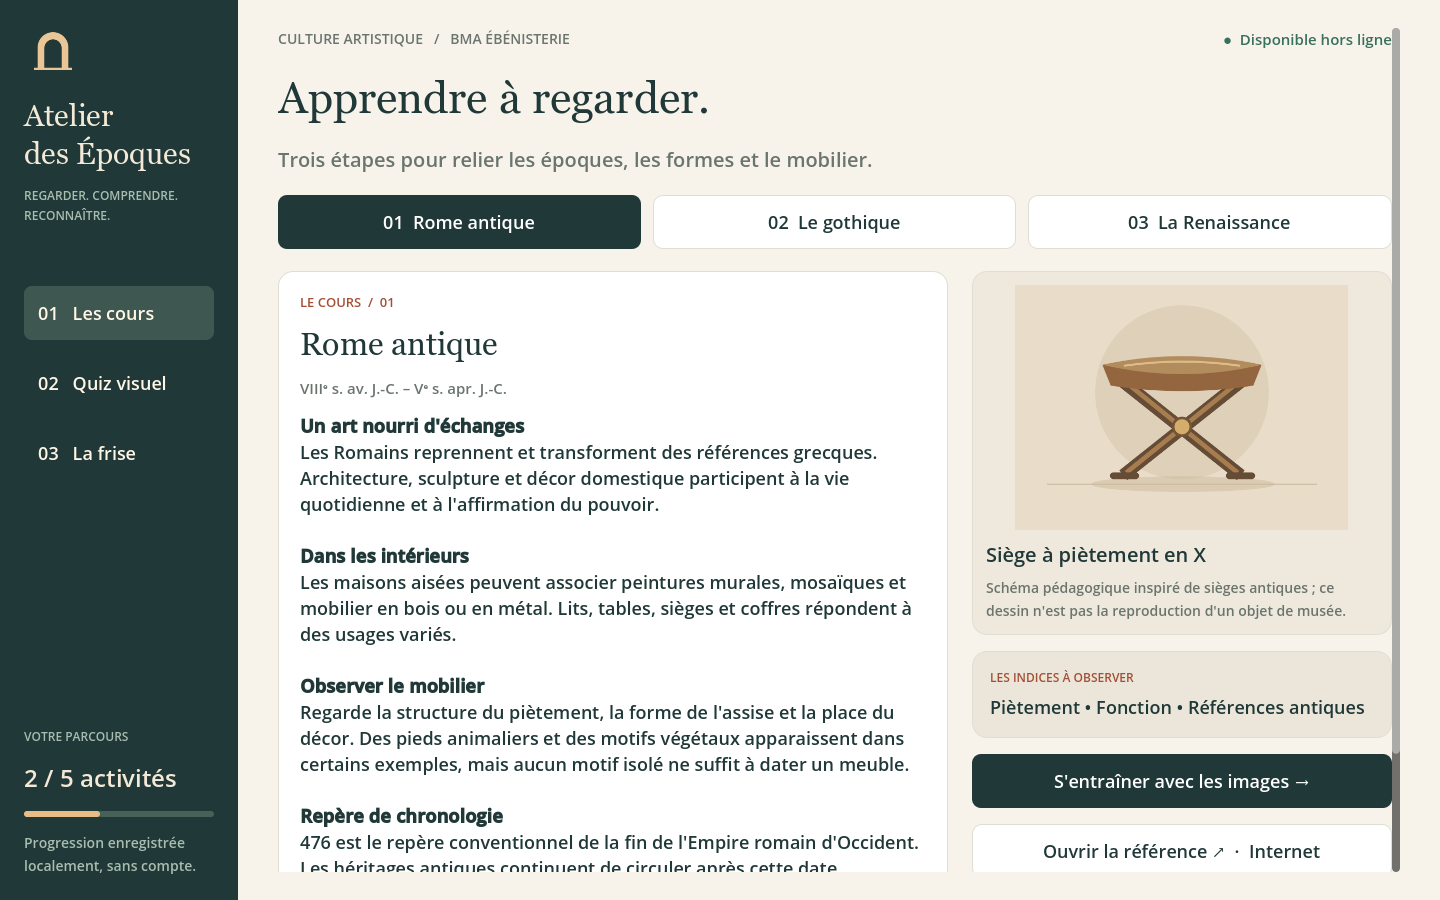 Atelier
des Époques
REGARDER. COMPRENDRE.
RECONNAÎTRE.
01 Les cours
02 Quiz visuel
03 La frise
VOTRE PARCOURS
2 / 5 activités
Progression enregistrée
localement, sans compte.
CULTURE ARTISTIQUE / BMA ÉBÉNISTERIE
● Disponible hors ligne
Apprendre à regarder.
Trois étapes pour relier les époques, les formes et le mobilier.
01 Rome antique
02 Le gothique
03 La Renaissance
LE COURS / 01
Rome antique
VIIIᵉ s. av. J.-C. – Vᵉ s. apr. J.-C.
Un art nourri d'échanges
Les Romains reprennent et transforment des références grecques.
Architecture, sculpture et décor domestique participent à la vie
quotidienne et à l'affirmation du pouvoir.
Dans les intérieurs
Les maisons aisées peuvent associer peintures murales, mosaïques et
mobilier en bois ou en métal. Lits, tables, sièges et coffres répondent à
des usages variés.
Observer le mobilier
Regarde la structure du piètement, la forme de l'assise et la place du
décor. Des pieds animaliers et des motifs végétaux apparaissent dans
certains exemples, mais aucun motif isolé ne suffit à dater un meuble.
Repère de chronologie
476 est le repère conventionnel de la fin de l'Empire romain d'Occident.
Les héritages antiques continuent de circuler après cette date.
Siège à piètement en X
Schéma pédagogique inspiré de sièges antiques ; ce
dessin n'est pas la reproduction d'un objet de musée.
LES INDICES À OBSERVER
Piètement • Fonction • Références antiques
S'entraîner avec les images →
Ouvrir la référence ↗ · Internet